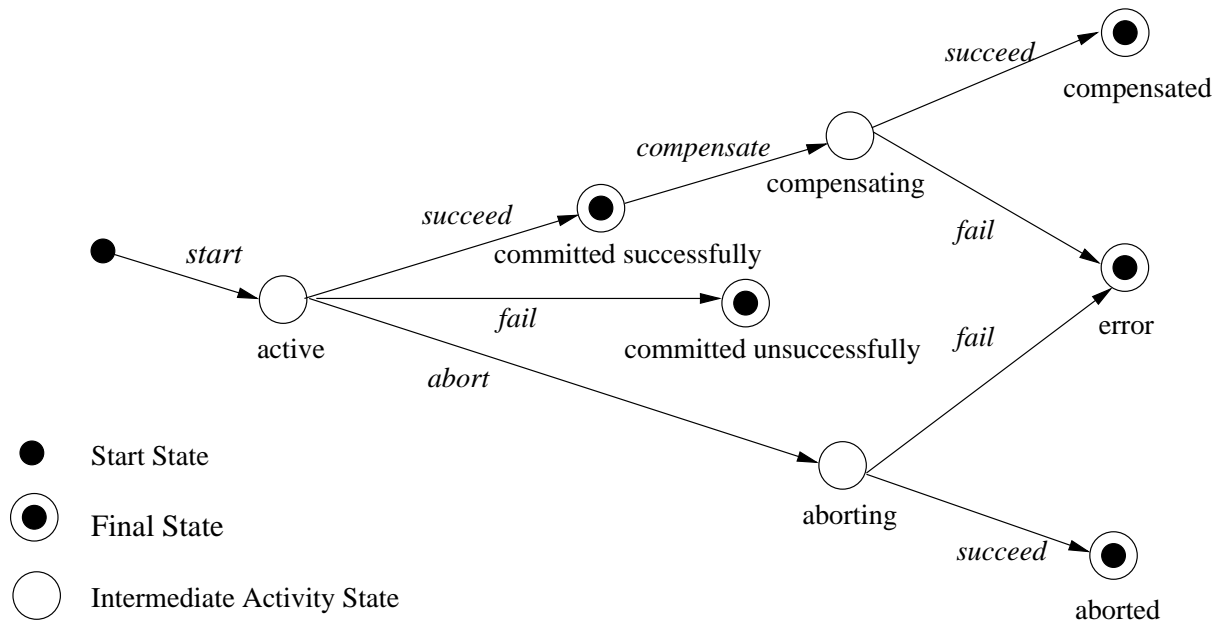 succeed
compensated
compensate
compensating
succeed
committed successfully
fail
start
active
fail
committed unsuccessfully
fail
error
abort
aborting
succeed
aborted
Start State
Final State
Intermediate Activity State